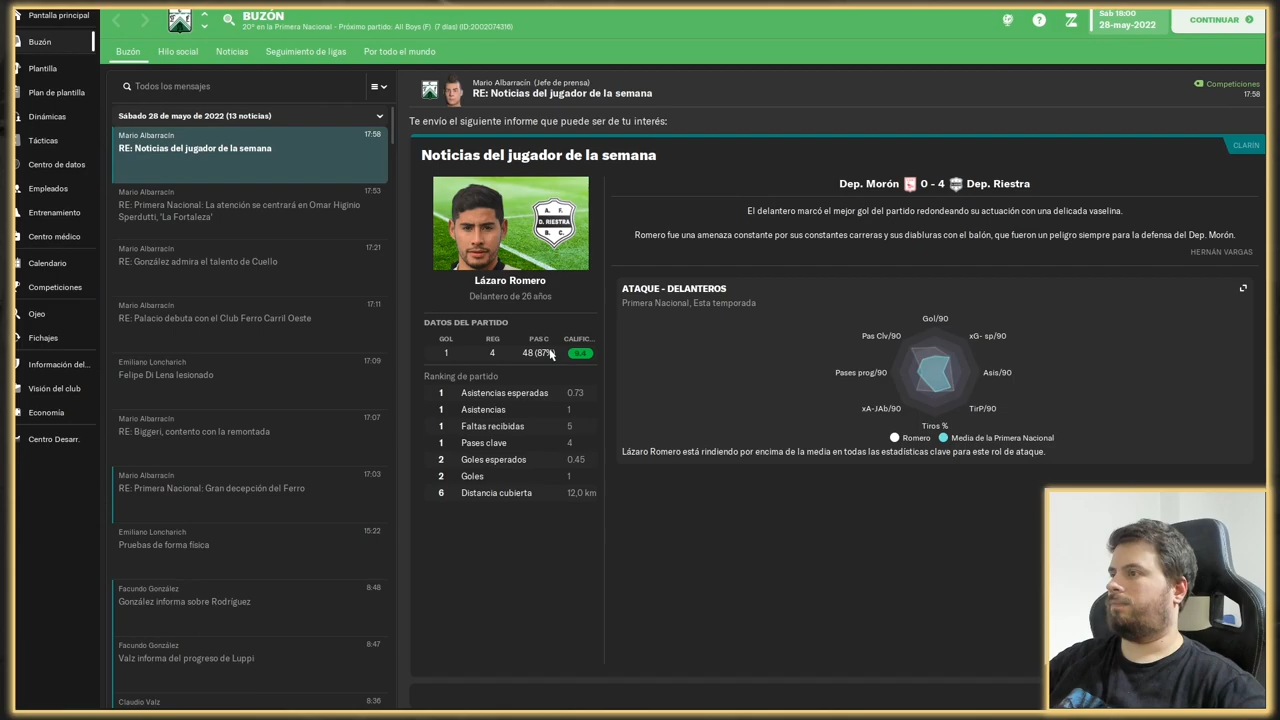 Pantalla principal
Buzón
Plantilla
Plan de plantilla
Dinámicas
Tácticas
Centro de datos
Empleados
Entrenamiento
Centro médico
Calendario
Competiciones
Ojeo
Fichajes
Información del...
Visión del club
Economía
Centro Desarr.
BUZÓN
20º en la Primera Nacional - Próximo partido: All Boys (F) (7 días) (ID:2002074316)
Sáb 18:00
28-may-2022
CONTINUAR
Buzón
Hilo social
Noticias
Seguimiento de ligas
Por todo el mundo
Todos los mensajes
Sábado 28 de mayo de 2022 (13 noticias)
Mario Albarracín 17:58
RE: Noticias del jugador de la semana
Mario Albarracín 17:53
RE: Primera Nacional: La atención se centrará en Omar Higinio
Sperdutti, 'La Fortaleza'
Mario Albarracín 17:21
RE: González admira el talento de Cuello
Mario Albarracín 17:11
RE: Palacio debuta con el Club Ferro Carril Oeste
Emiliano Loncharich 17:09
Felipe Di Lena lesionado
Mario Albarracín 17:07
RE: Biggeri, contento con la remontada
Mario Albarracín 17:03
RE: Primera Nacional: Gran decepción del Ferro
Emiliano Loncharich 15:22
Pruebas de forma física
Facundo González 8:48
González informa sobre Rodríguez
Facundo González 8:47
Valz informa del progreso de Luppi
Claudio Valz 8:36
Mario Albarracín (Jefe de prensa)
RE: Noticias del jugador de la semana
Competiciones
17:58
Te envío el siguiente informe que puede ser de tu interés:
Noticias del jugador de la semana
CLARÍN
A. F.
D. RIESTRA
B. C.
Lázaro Romero
Delantero de 26 años
DATOS DEL PARTIDO
GOL REG PAS C CALIFIC...
1 4 48 (87%) 9.4
Ranking de partido
1 Asistencias esperadas 0.73
1 Asistencias 1
1 Faltas recibidas 5
1 Pases clave 4
2 Goles esperados 0.45
2 Goles 1
6 Distancia cubierta 12,0 km
Dep. Morón 0 - 4 Dep. Riestra
El delantero marcó el mejor gol del partido redondeando su actuación con una delicada vaselina.
Romero fue una amenaza constante por sus constantes carreras y sus diabluras con el balón, que fueron un peligro siempre para la defensa del Dep. Morón.
HERNÁN VARGAS
ATAQUE - DELANTEROS
Primera Nacional, Esta temporada
Gol/90
Pas Clv/90
xG- sp/90
Pases prog/90
Asis/90
xA-JAb/90
TirP/90
Tiros %
Romero
Media de la Primera Nacional
Lázaro Romero está rindiendo por encima de la media en todas las estadísticas clave para este rol de ataque.